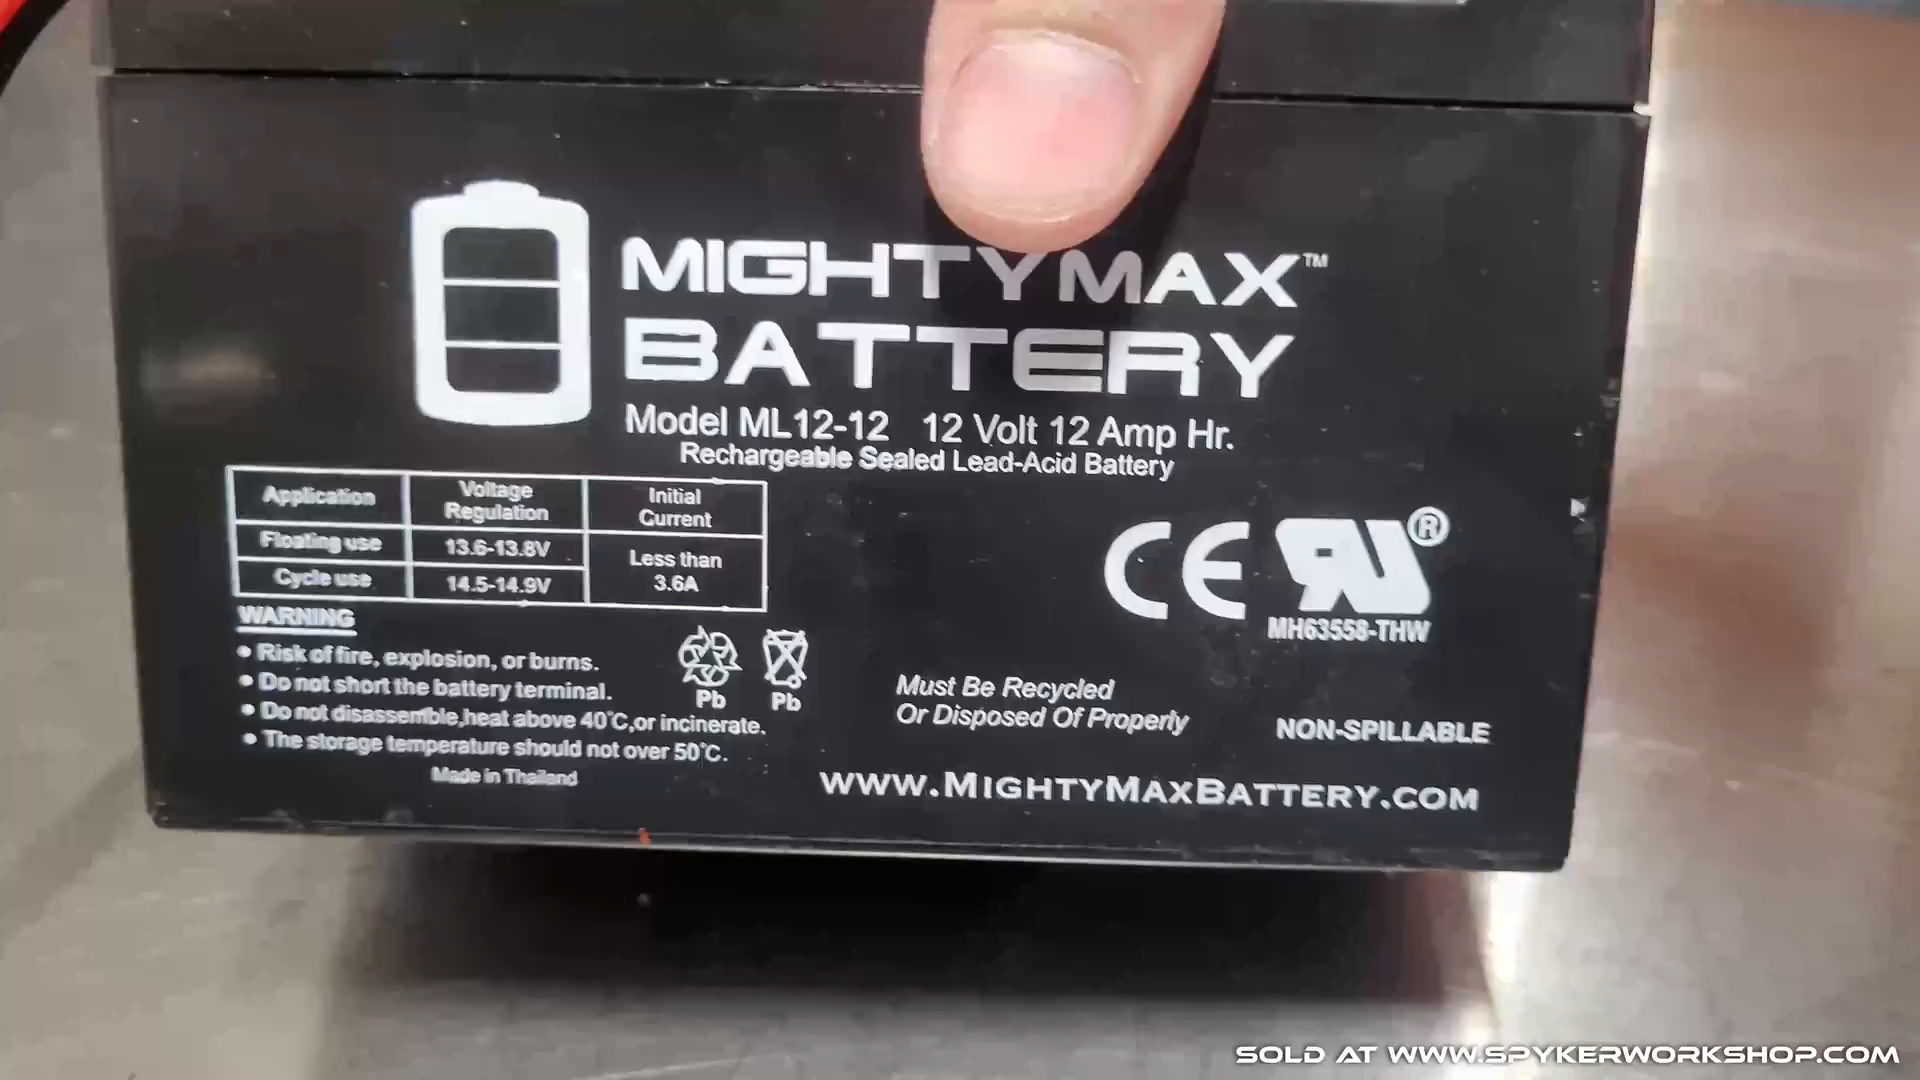 MIGHTYMAX™
BATTERY
Model ML12-12 12 Volt 12 Amp Hr.
Rechargeable Sealed Lead-Acid Battery
Application Voltage Regulation Initial Current
Floating use 13.6-13.8V Less than 3.6A
Cycle use 14.5-14.9V
WARNING
• Risk of fire, explosion, or burns.
• Do not short the battery terminal.
• Do not disassemble,heat above 40°C,or incinerate.
• The storage temperature should not over 50°C.
Made in Thailand
Pb Pb
CE RU®
MH63558-THW
Must Be Recycled
Or Disposed Of Properly
NON-SPILLABLE
WWW.MIGHTYMAXBATTERY.COM
SOLD AT WWW.SPYKERWORKSHOP.COM